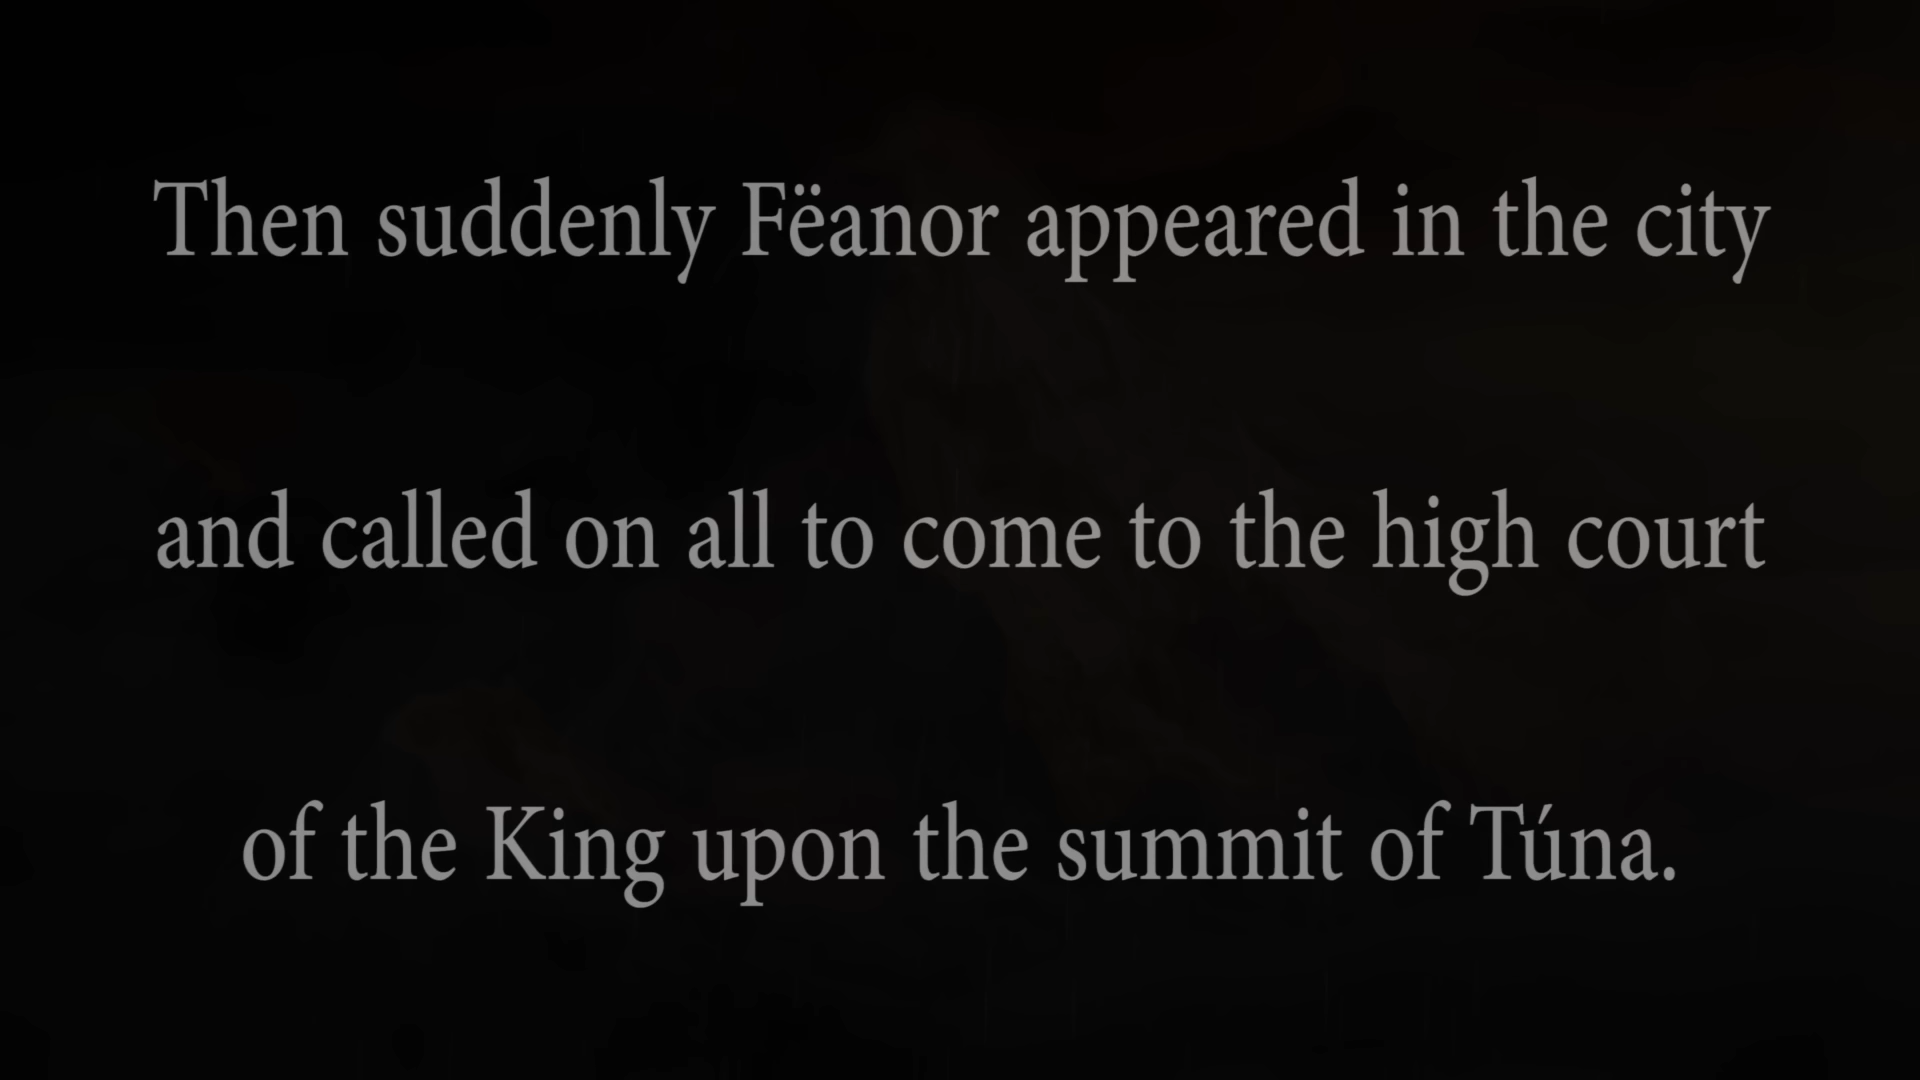 Then suddenly Fëanor appeared in the city
and called on all to come to the high court
of the King upon the summit of Túna.